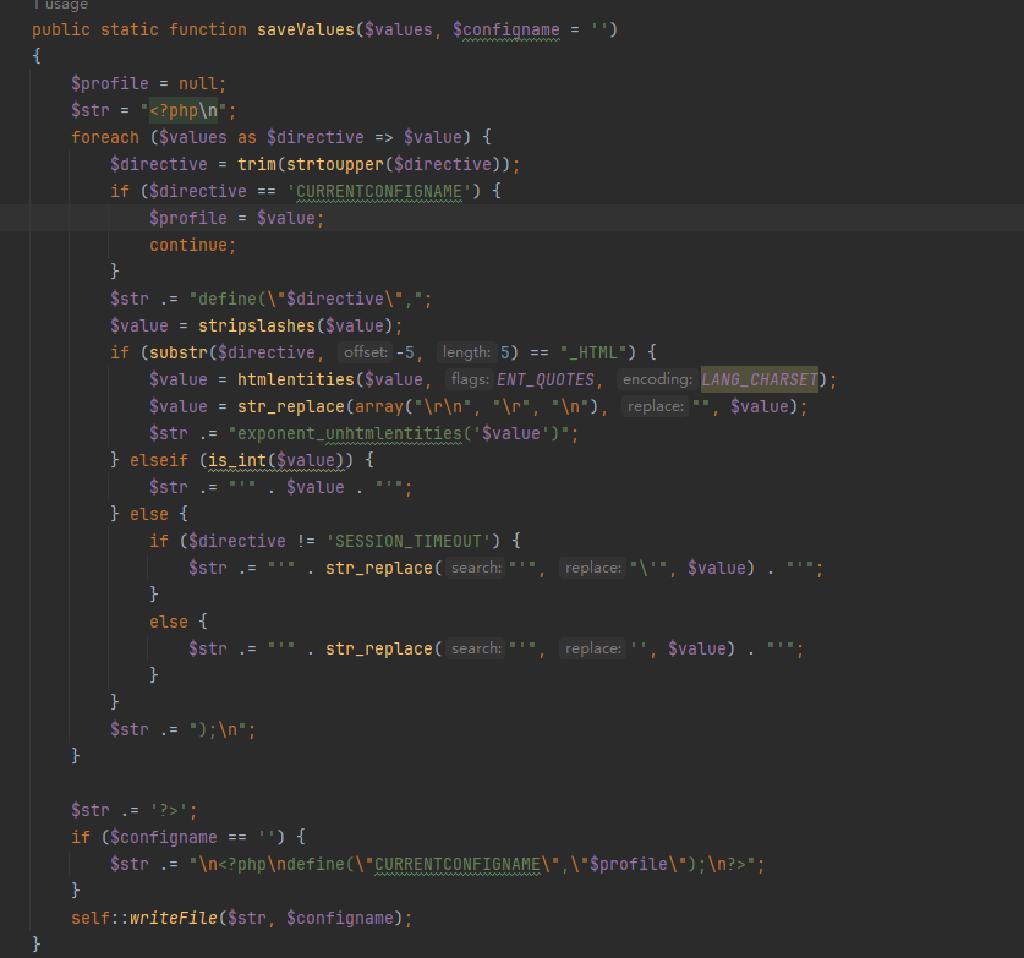 1 usage
public static function saveValues($values, $configname = '')
{
    $profile = null;
    $str = "<?php\n";
    foreach ($values as $directive => $value) {
        $directive = trim(strtoupper($directive));
        if ($directive == 'CURRENTCONFIGNAME') {
            $profile = $value;
            continue;
        }
        $str .= "define(\"$directive\",";
        $value = stripslashes($value);
        if (substr($directive, offset: -5, length: 5) == "_HTML") {
            $value = htmlentities($value, flags: ENT_QUOTES, encoding: LANG_CHARSET);
            $value = str_replace(array("\r\n", "\r", "\n"), replace: "", $value);
            $str .= "exponent_unhtmlentities('$value')";
        } elseif (is_int($value)) {
            $str .= "'" . $value . "'";
        } else {
            if ($directive != 'SESSION_TIMEOUT') {
                $str .= "'" . str_replace( search: "'", replace: "\'", $value) . "'";
            }
            else {
                $str .= "'" . str_replace( search: "'", replace: '', $value) . "'";
            }
        }
        $str .= ");\n";
    }

    $str .= '?>';
    if ($configname == '') {
        $str .= "\n<?php\ndefine(\"CURRENTCONFIGNAME\",\"$profile\");\n?>";
    }
    self::writeFile($str, $configname);
}